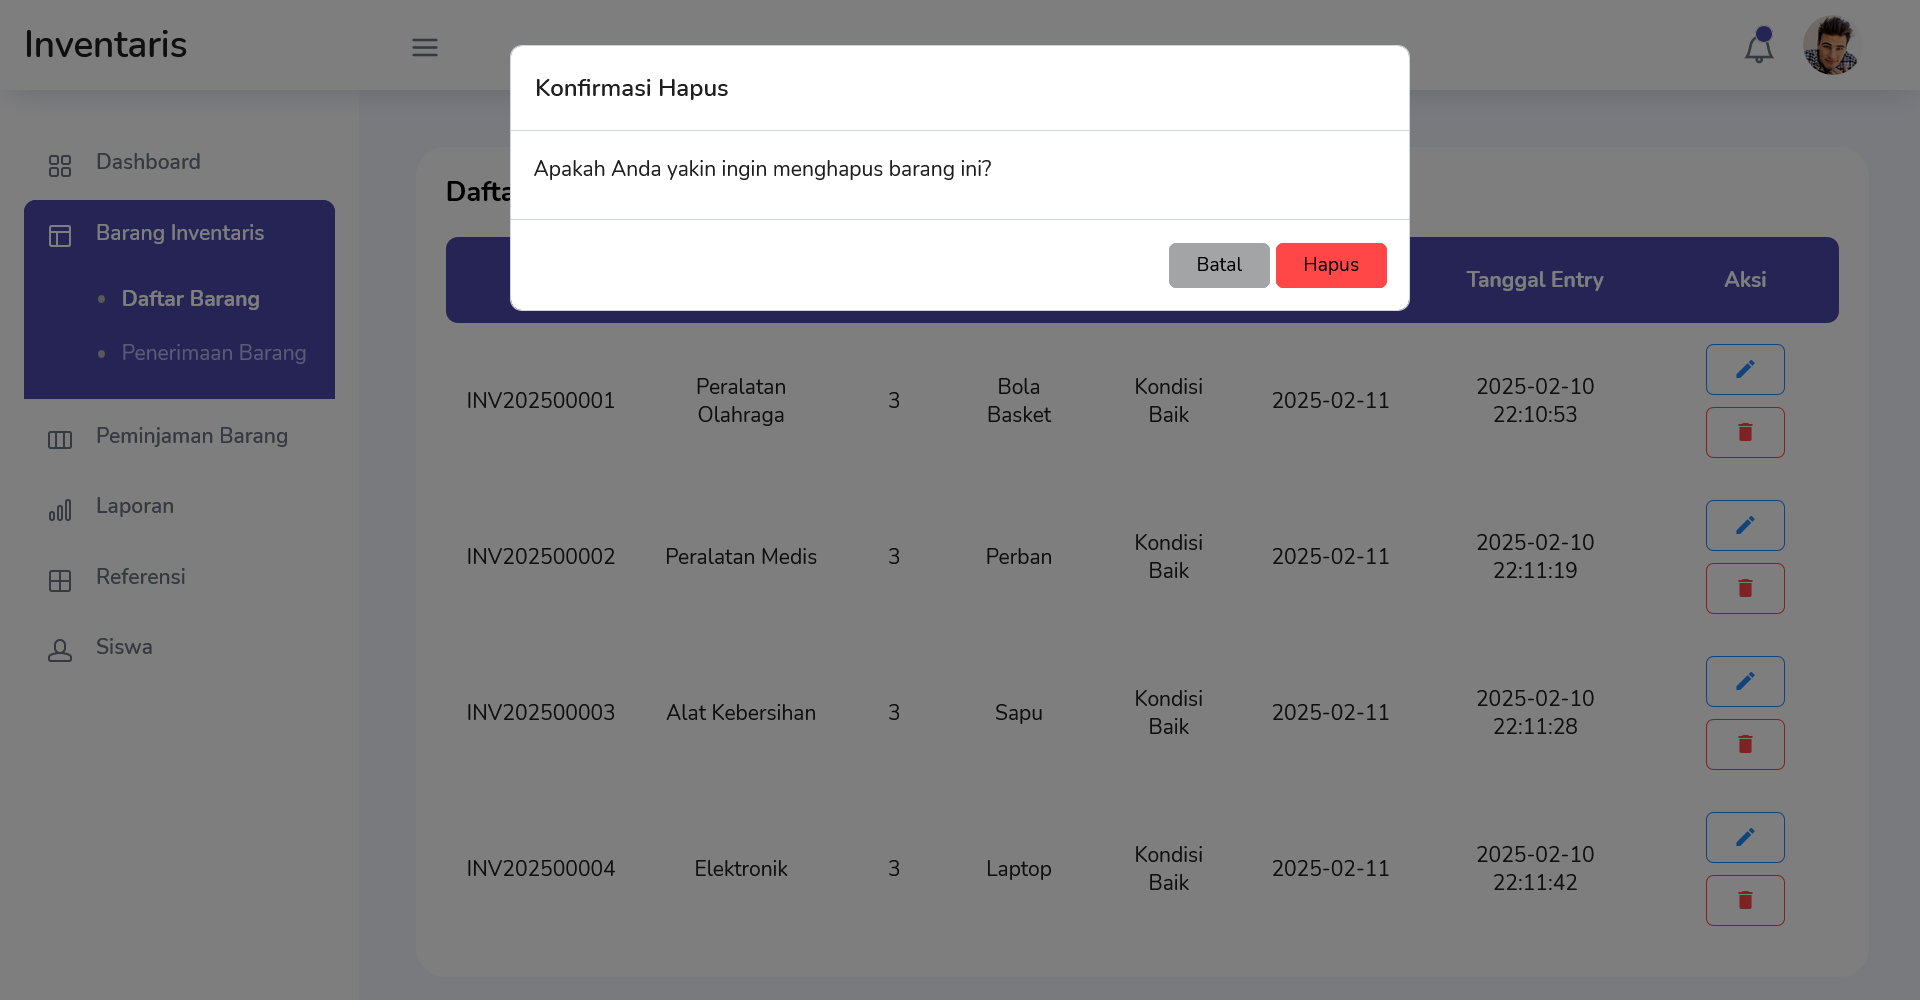 Inventaris
Konfirmasi Hapus
Apakah Anda yakin ingin menghapus barang ini?
Batal
Hapus
Dashboard
Barang Inventaris
Daftar Barang
Penerimaan Barang
Peminjaman Barang
Laporan
Referensi
Siswa
Tanggal Entry
Aksi
INV202500001
Peralatan
Olahraga
3
Bola
Basket
Kondisi
Baik
2025-02-11
2025-02-10
22:10:53
INV202500002
Peralatan Medis
3
Perban
Kondisi
Baik
2025-02-11
2025-02-10
22:11:19
INV202500003
Alat Kebersihan
3
Sapu
Kondisi
Baik
2025-02-11
2025-02-10
22:11:28
INV202500004
Elektronik
3
Laptop
Kondisi
Baik
2025-02-11
2025-02-10
22:11:42